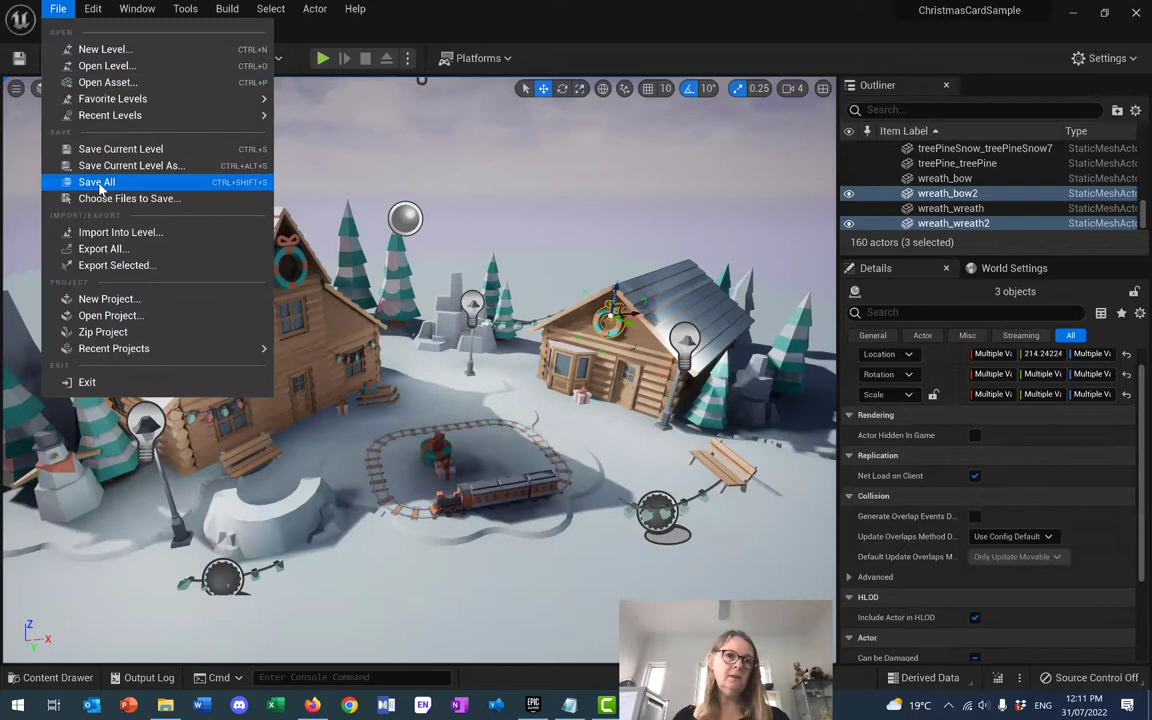 File Edit Window Tools Build Select Actor Help
ChristmasCardSample
Platforms
Settings
OPEN
New Level... CTRL+N
Open Level... CTRL+O
Open Asset... CTRL+P
Favorite Levels
Recent Levels
SAVE
Save Current Level CTRL+S
Save Current Level As... CTRL+ALT+S
Save All CTRL+SHIFT+S
Choose Files to Save...
IMPORT/EXPORT
Import Into Level...
Export All...
Export Selected...
PROJECT
New Project...
Open Project...
Zip Project
Recent Projects
EXIT
Exit
10 10° 0.25 4
Outliner
Search...
Item Label Type
treePineSnow_treePineSnow7 StaticMeshActo
treePine_treePine StaticMeshActo
wreath_bow StaticMeshActo
wreath_bow2 StaticMeshActo
wreath_wreath StaticMeshActo
wreath_wreath2 StaticMeshActo
160 actors (3 selected)
Details World Settings
3 objects
Search
General Actor Misc Streaming All
Location Multiple Va 214.24224 Multiple Va
Rotation Multiple Va Multiple Va Multiple Va
Scale Multiple Va Multiple Va Multiple Va
Rendering
Actor Hidden In Game
Replication
Net Load on Client
Collision
Generate Overlap Events D...
Update Overlaps Method D... Use Config Default
Default Update Overlaps M... Only Update Movable
Advanced
HLOD
Include Actor in HLOD
Actor
Can be Damaged
Z
X
Y
Content Drawer Output Log Cmd Enter Console Command
Derived Data Source Control Off
EN
EPIC
19°C ENG
12:11 PM
31/07/2022